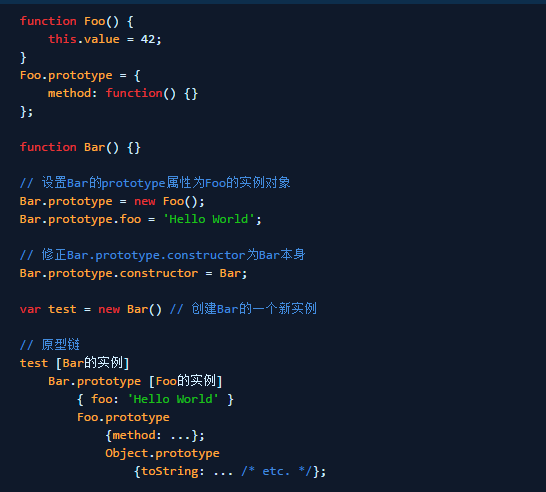 function Foo() {
    this.value = 42;
}
Foo.prototype = {
    method: function() {}
};

function Bar() {}

// 设置Bar的prototype属性为Foo的实例对象
Bar.prototype = new Foo();
Bar.prototype.foo = 'Hello World';

// 修正Bar.prototype.constructor为Bar本身
Bar.prototype.constructor = Bar;

var test = new Bar() // 创建Bar的一个新实例

// 原型链
test [Bar的实例]
    Bar.prototype [Foo的实例]
        { foo: 'Hello World' }
        Foo.prototype
            {method: ...};
            Object.prototype
                {toString: ... /* etc. */};